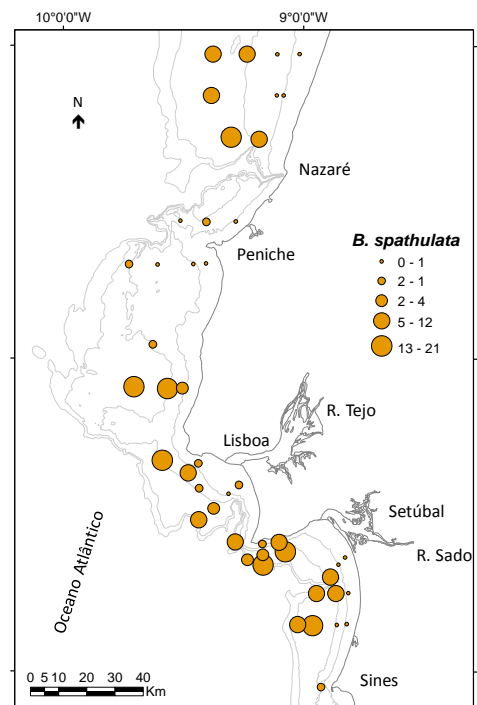 10°0'0"W
9°0'0"W
N
Nazaré
B. spathulata
0 - 1
2 - 1
2 - 4
5 - 12
13 - 21
Peniche
R. Tejo
Lisboa
Setúbal
R. Sado
Oceano Atlântico
Sines
0 5 10 20 30 40
Km